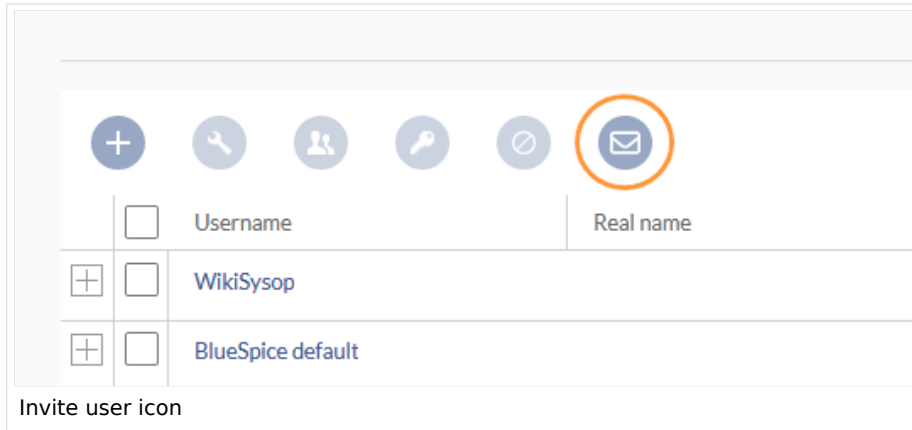 Username Real name
WikiSysop
BlueSpice default
Invite user icon